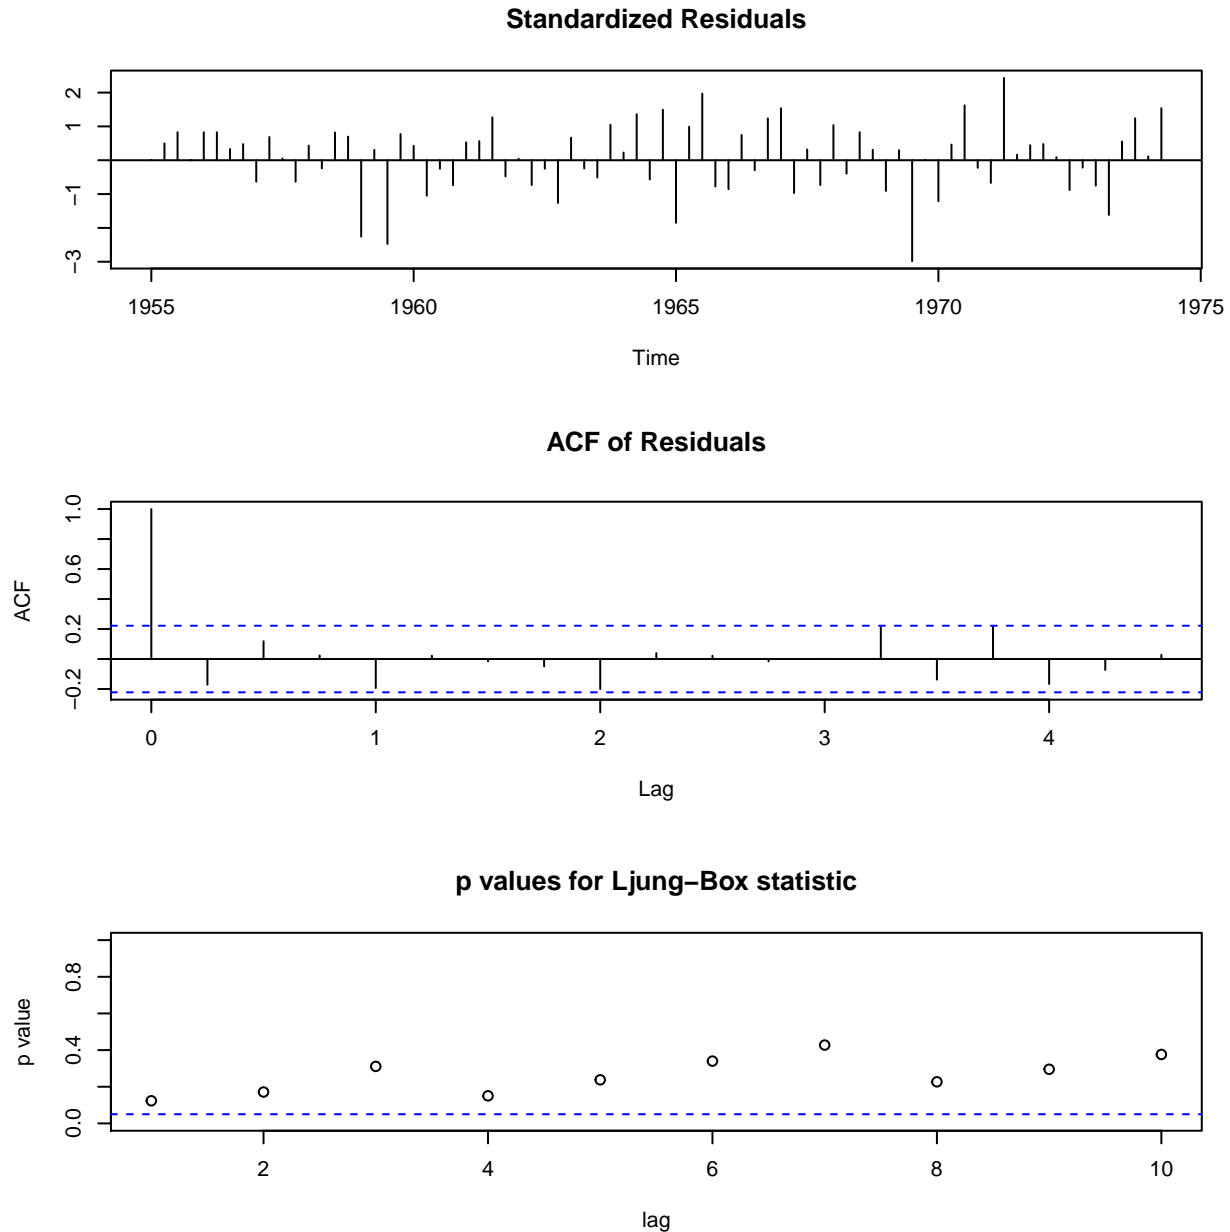 Standardized Residuals
2
1
−1
−3
1955 1960 1965 1970 1975
Time
ACF of Residuals
ACF
1.0
0.6
0.2
−0.2
0 1 2 3 4
Lag
p values for Ljung−Box statistic
p value
0.8
0.4
0.0
2 4 6 8 10
lag